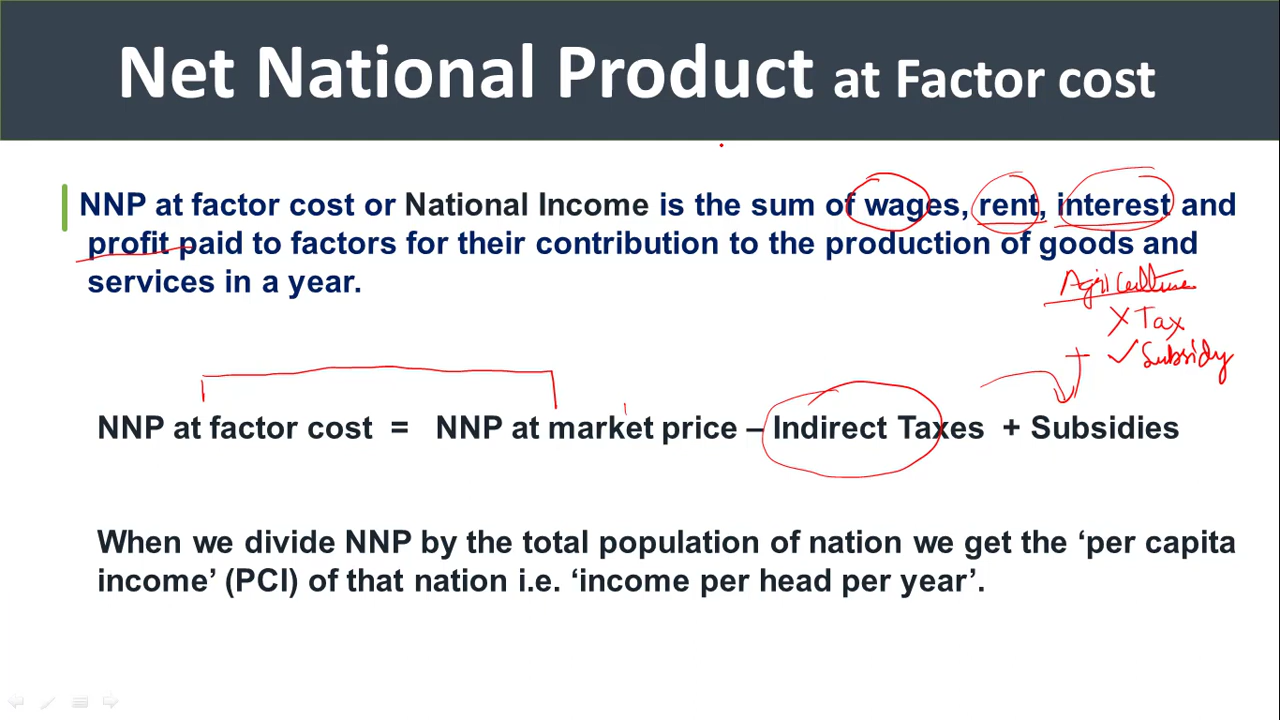 Net National Product at Factor cost
NNP at factor cost or National Income is the sum of wages, rent, interest and
profit paid to factors for their contribution to the production of goods and
services in a year.
Agriculture
X Tax
+ ✓ Subsidy
NNP at factor cost = NNP at market price – Indirect Taxes + Subsidies
When we divide NNP by the total population of nation we get the ‘per capita
income’ (PCI) of that nation i.e. ‘income per head per year’.